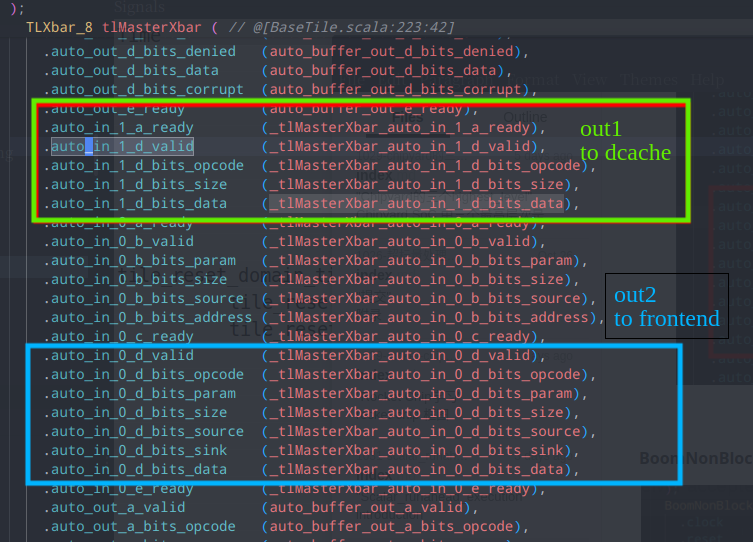 );
TLXbar_8 tlMasterXbar ( // @[BaseTile.scala:223:42]
.auto_out_d_bits_denied (auto_buffer_out_d_bits_denied),
.auto_out_d_bits_data (auto_buffer_out_d_bits_data),
.auto_out_d_bits_corrupt (auto_buffer_out_d_bits_corrupt),
.auto_out_e_ready (auto_buffer_out_e_ready),
.auto_in_1_a_ready (_tlMasterXbar_auto_in_1_a_ready),
.auto_in_1_d_valid (_tlMasterXbar_auto_in_1_d_valid),
.auto_in_1_d_bits_opcode (_tlMasterXbar_auto_in_1_d_bits_opcode),
.auto_in_1_d_bits_size (_tlMasterXbar_auto_in_1_d_bits_size),
.auto_in_1_d_bits_data (_tlMasterXbar_auto_in_1_d_bits_data),
out1
to dcache
.auto_in_0_a_ready (_tlMasterXbar_auto_in_0_a_ready),
.auto_in_0_b_valid (_tlMasterXbar_auto_in_0_b_valid),
.auto_in_0_b_bits_param (_tlMasterXbar_auto_in_0_b_bits_param),
.auto_in_0_b_bits_size (_tlMasterXbar_auto_in_0_b_bits_size),
.auto_in_0_b_bits_source (_tlMasterXbar_auto_in_0_b_bits_source),
.auto_in_0_b_bits_address (_tlMasterXbar_auto_in_0_b_bits_address),
.auto_in_0_c_ready (_tlMasterXbar_auto_in_0_c_ready),
out2
to frontend
.auto_in_0_d_valid (_tlMasterXbar_auto_in_0_d_valid),
.auto_in_0_d_bits_opcode (_tlMasterXbar_auto_in_0_d_bits_opcode),
.auto_in_0_d_bits_param (_tlMasterXbar_auto_in_0_d_bits_param),
.auto_in_0_d_bits_size (_tlMasterXbar_auto_in_0_d_bits_size),
.auto_in_0_d_bits_source (_tlMasterXbar_auto_in_0_d_bits_source),
.auto_in_0_d_bits_sink (_tlMasterXbar_auto_in_0_d_bits_sink),
.auto_in_0_d_bits_data (_tlMasterXbar_auto_in_0_d_bits_data),
.auto_in_0_e_ready (_tlMasterXbar_auto_in_0_e_ready),
.auto_out_a_valid (auto_buffer_out_a_valid),
.auto_out_a_bits_opcode (auto_buffer_out_a_bits_opcode),